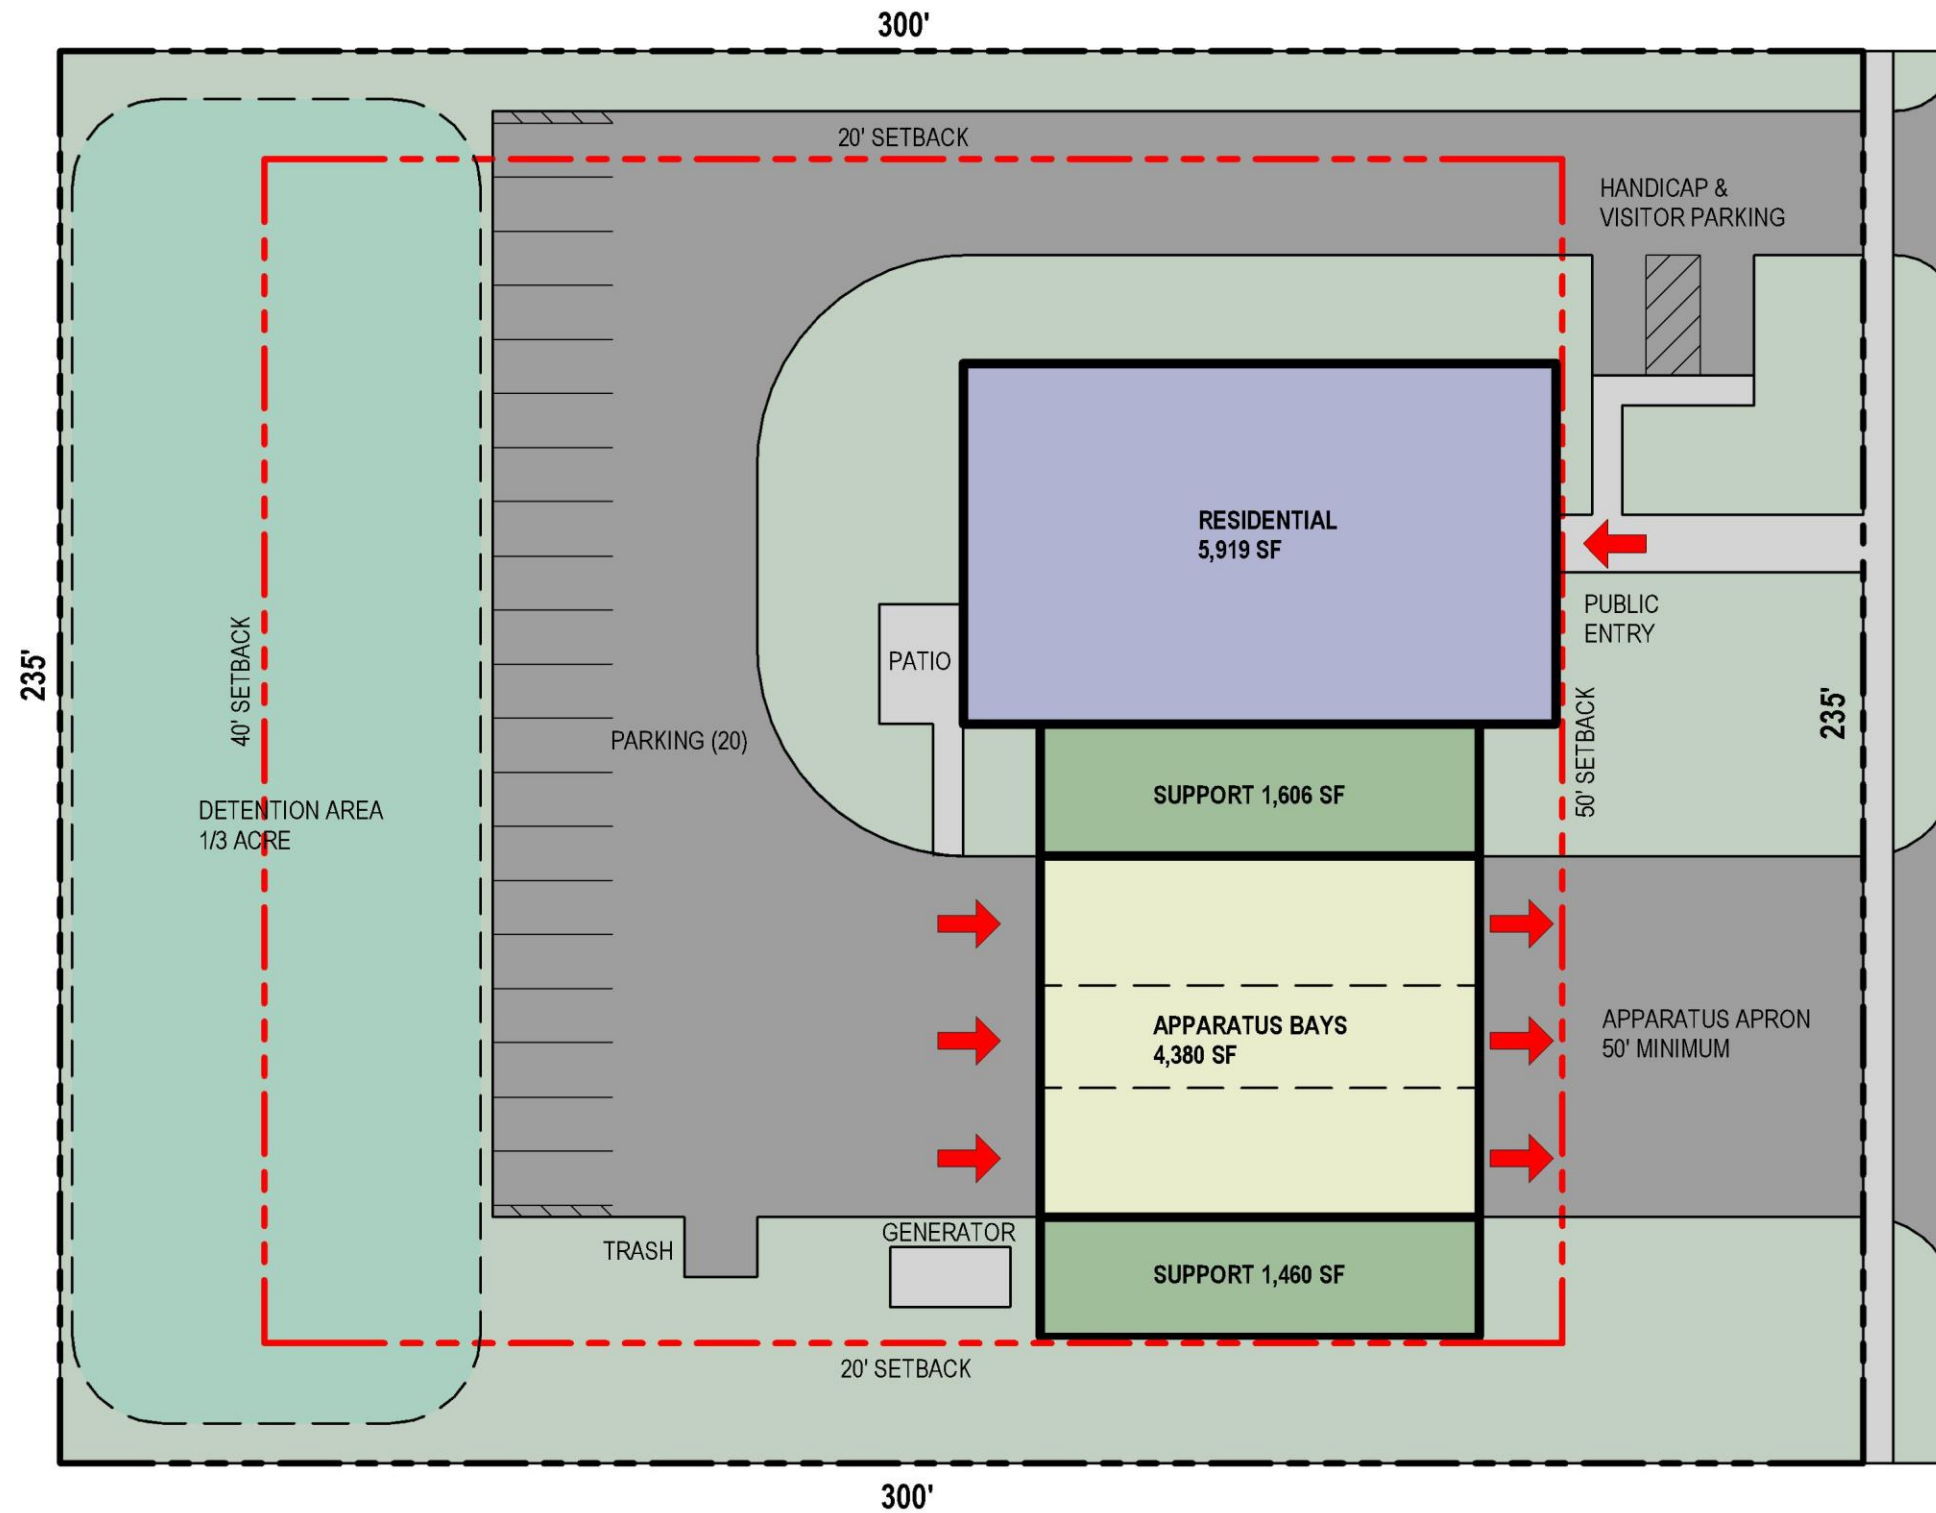 300'
20' SETBACK
HANDICAP &
VISITOR PARKING
RESIDENTIAL
5,919 SF
PUBLIC
ENTRY
235'
40' SETBACK
PATIO
50' SETBACK
235'
PARKING (20)
SUPPORT 1,606 SF
DETENTION AREA
1/3 ACRE
APPARATUS BAYS
4,380 SF
APPARATUS APRON
50' MINIMUM
GENERATOR
TRASH
SUPPORT 1,460 SF
20' SETBACK
300'